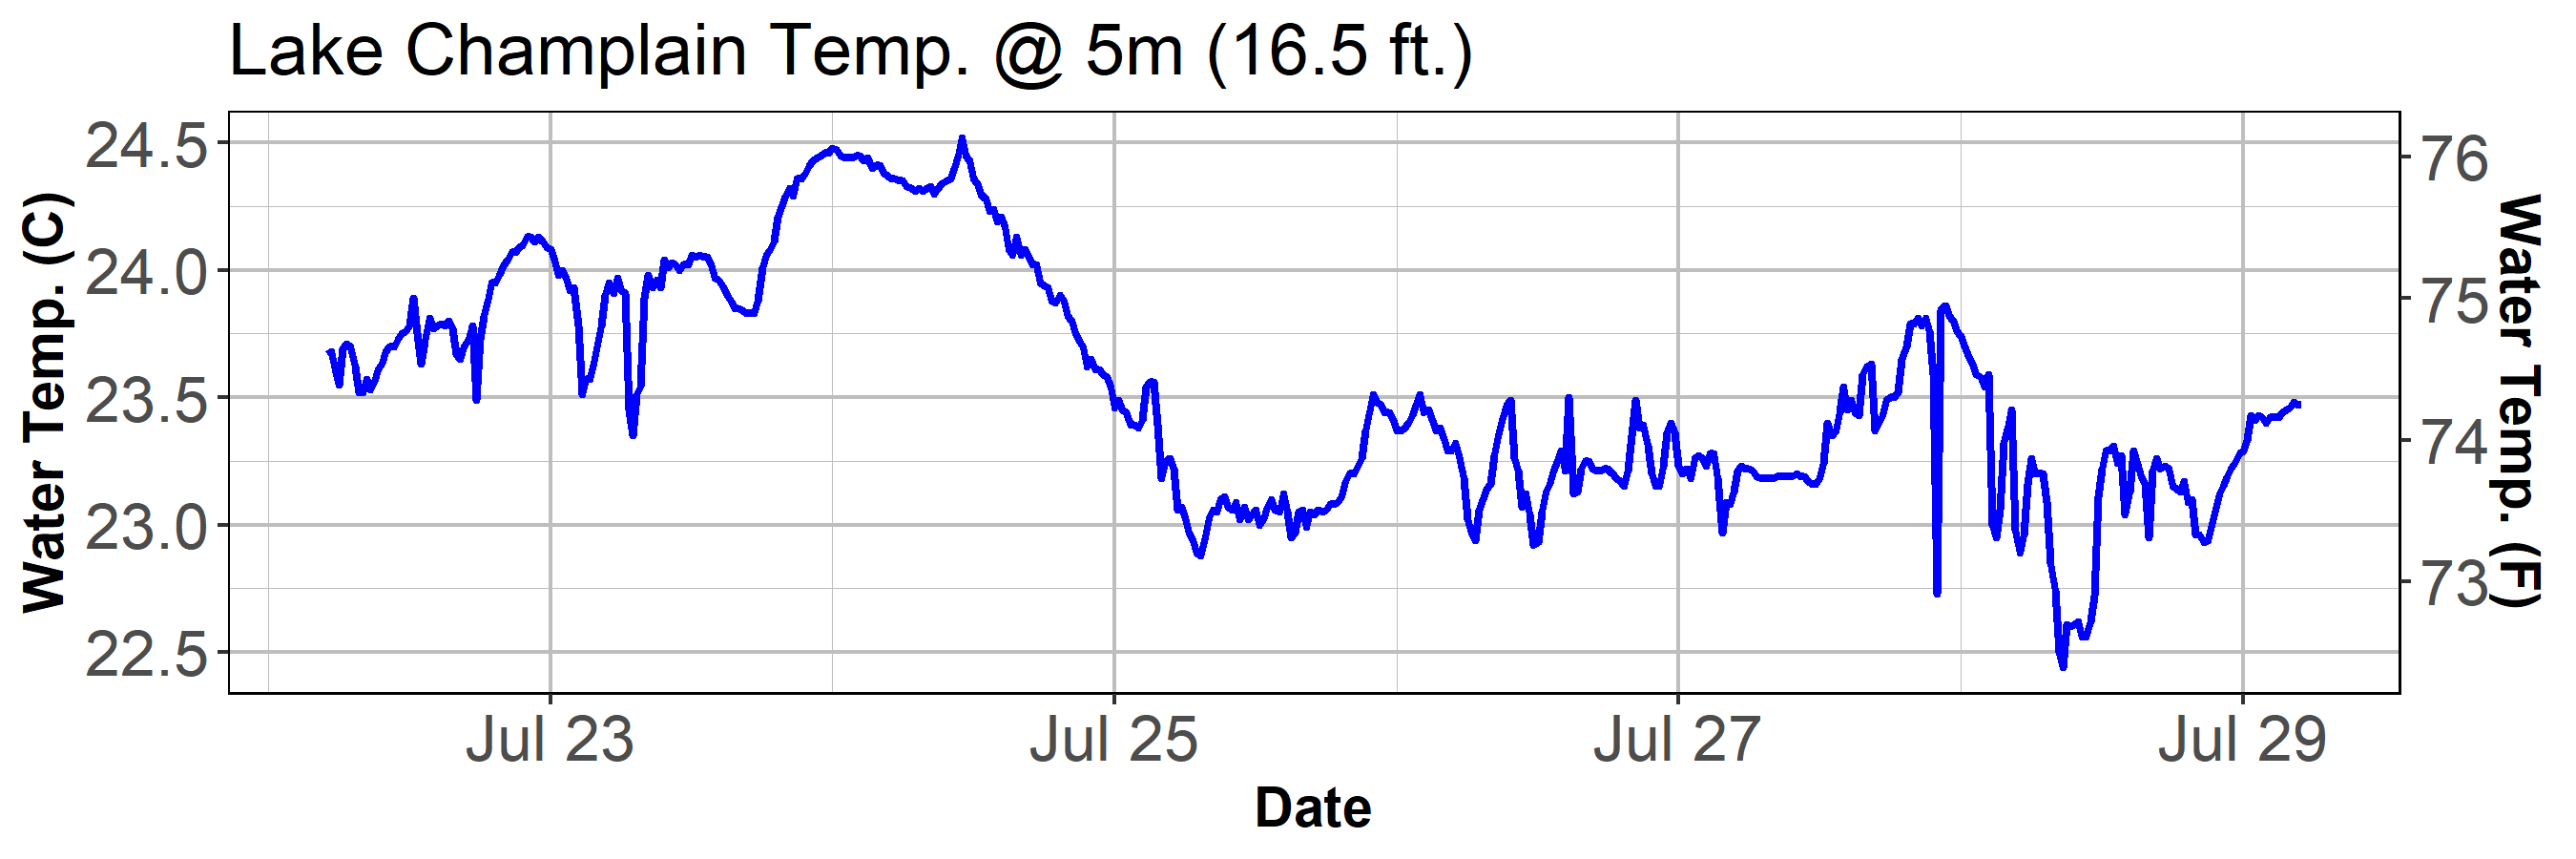 Lake Champlain Temp. @ 5m (16.5 ft.)
Water Temp. (C)
24.5
24.0
23.5
23.0
22.5
76
75
74
73
Water Temp. (F)
Jul 23
Jul 25
Jul 27
Jul 29
Date